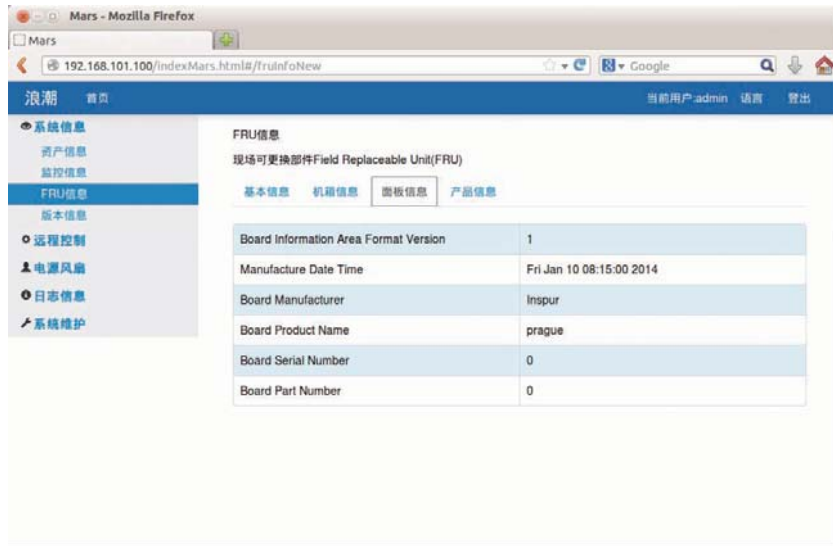 Mars - Mozilla Firefox
Mars
192.168.101.100/indexMars.html#/fruInfoNew
Google
浪潮 首页 当前用户:admin 语言 登出
系统信息
资产信息
监控信息
FRU信息
版本信息
远程控制
电源风扇
日志信息
系统维护
FRU信息
现场可更换部件Field Replaceable Unit(FRU)
基本信息 机箱信息 面板信息 产品信息
Board Information Area Format Version 1
Manufacture Date Time Fri Jan 10 08:15:00 2014
Board Manufacturer Inspur
Board Product Name prague
Board Serial Number 0
Board Part Number 0